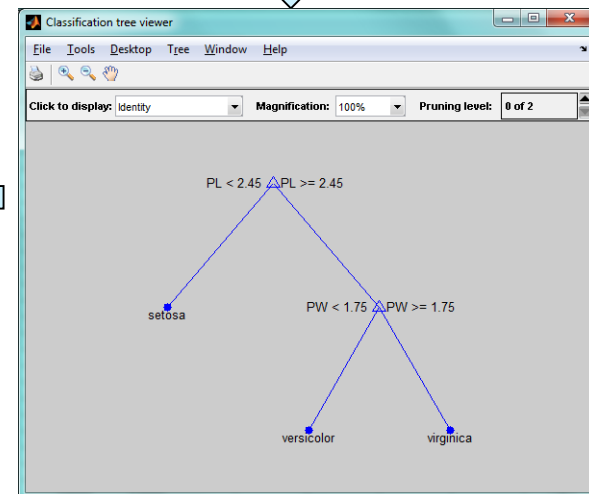 Classification tree viewer
File Tools Desktop Tree Window Help
Click to display: Identity Magnification: 100% Pruning level: 0 of 2
PL < 2.45 PL >= 2.45
setosa PW < 1.75 PW >= 1.75
versicolor virginica